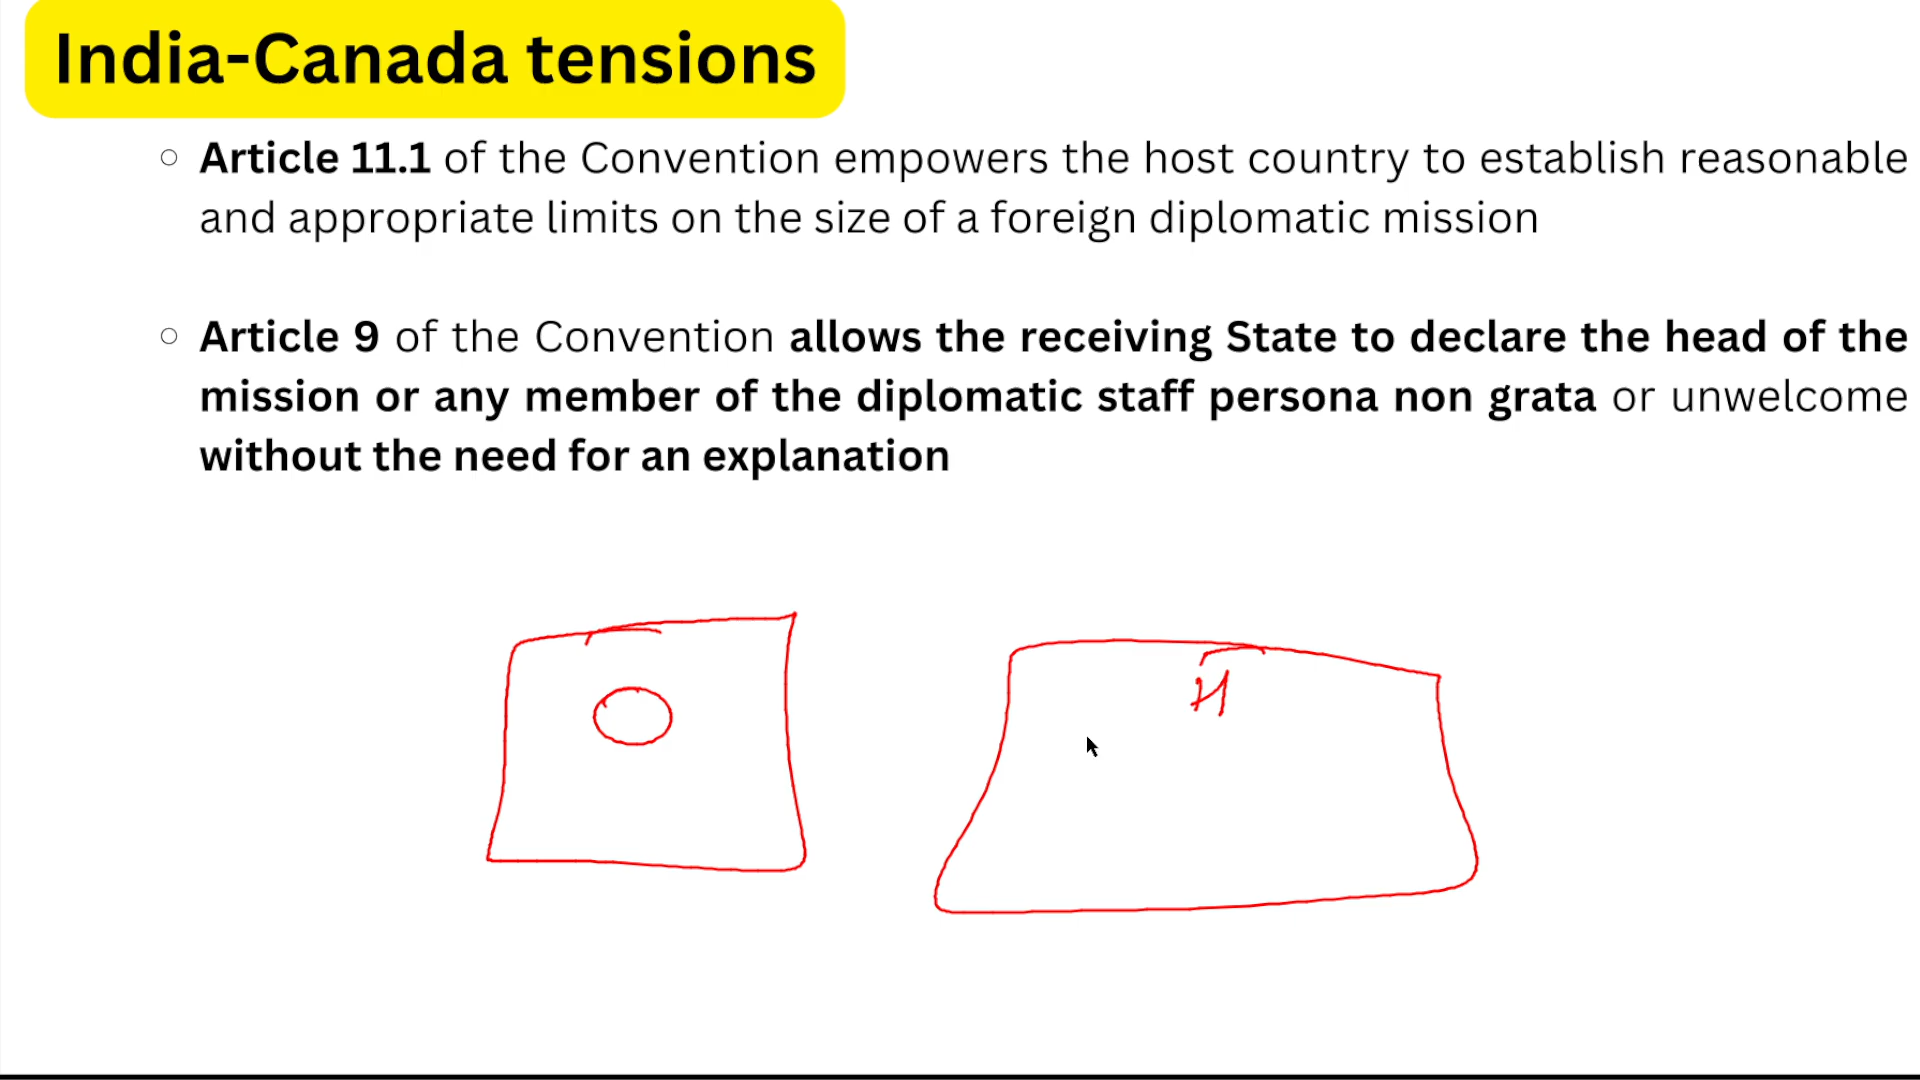 India-Canada tensions
Article 11.1 of the Convention empowers the host country to establish reasonable
and appropriate limits on the size of a foreign diplomatic mission
Article 9 of the Convention allows the receiving State to declare the head of the
mission or any member of the diplomatic staff persona non grata or unwelcome
without the need for an explanation
H